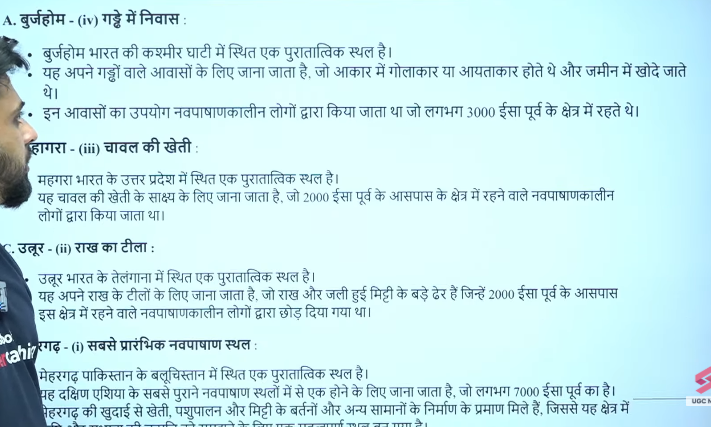 A. बुर्जहोम - (iv) गड्ढे में निवास :
• बुर्जहोम भारत की कश्मीर घाटी में स्थित एक पुरातात्विक स्थल है।
• यह अपने गड्ढों वाले आवासों के लिए जाना जाता है, जो आकार में गोलाकार या आयताकार होते थे और जमीन में खोदे जाते
थे।
• इन आवासों का उपयोग नवपाषाणकालीन लोगों द्वारा किया जाता था जो लगभग 3000 ईसा पूर्व के क्षेत्र में रहते थे।
हागरा - (iii) चावल की खेती :
महगरा भारत के उत्तर प्रदेश में स्थित एक पुरातात्विक स्थल है।
यह चावल की खेती के साक्ष्य के लिए जाना जाता है, जो 2000 ईसा पूर्व के आसपास के क्षेत्र में रहने वाले नवपाषाणकालीन
लोगों द्वारा किया जाता था।
C. उत्नूर - (ii) राख का टीला :
• उत्नूर भारत के तेलंगाना में स्थित एक पुरातात्विक स्थल है।
यह अपने राख के टीलों के लिए जाना जाता है, जो राख और जली हुई मिट्टी के बड़े ढेर हैं जिन्हें 2000 ईसा पूर्व के आसपास
इस क्षेत्र में रहने वाले नवपाषाणकालीन लोगों द्वारा छोड़ दिया गया था।
रगढ़ - (i) सबसे प्रारंभिक नवपाषाण स्थल :
मेहरगढ़ पाकिस्तान के बलूचिस्तान में स्थित एक पुरातात्विक स्थल है।
यह दक्षिण एशिया के सबसे पुराने नवपाषाण स्थलों में से एक होने के लिए जाना जाता है, जो लगभग 7000 ईसा पूर्व का है।
मेहरगढ़ की खुदाई से खेती, पशुपालन और मिट्टी के बर्तनों और अन्य सामानों के निर्माण के प्रमाण मिले हैं, जिससे यह क्षेत्र में
UGC N